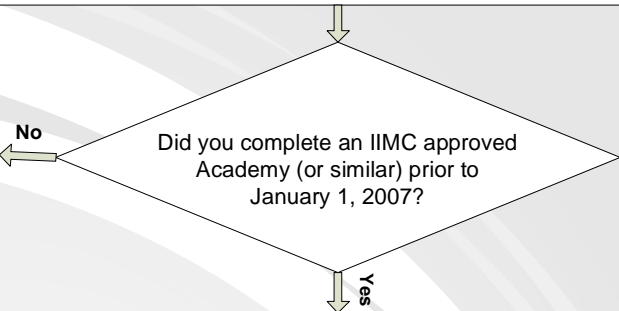 No
Did you complete an IIMC approved
Academy (or similar) prior to
January 1, 2007?
Yes